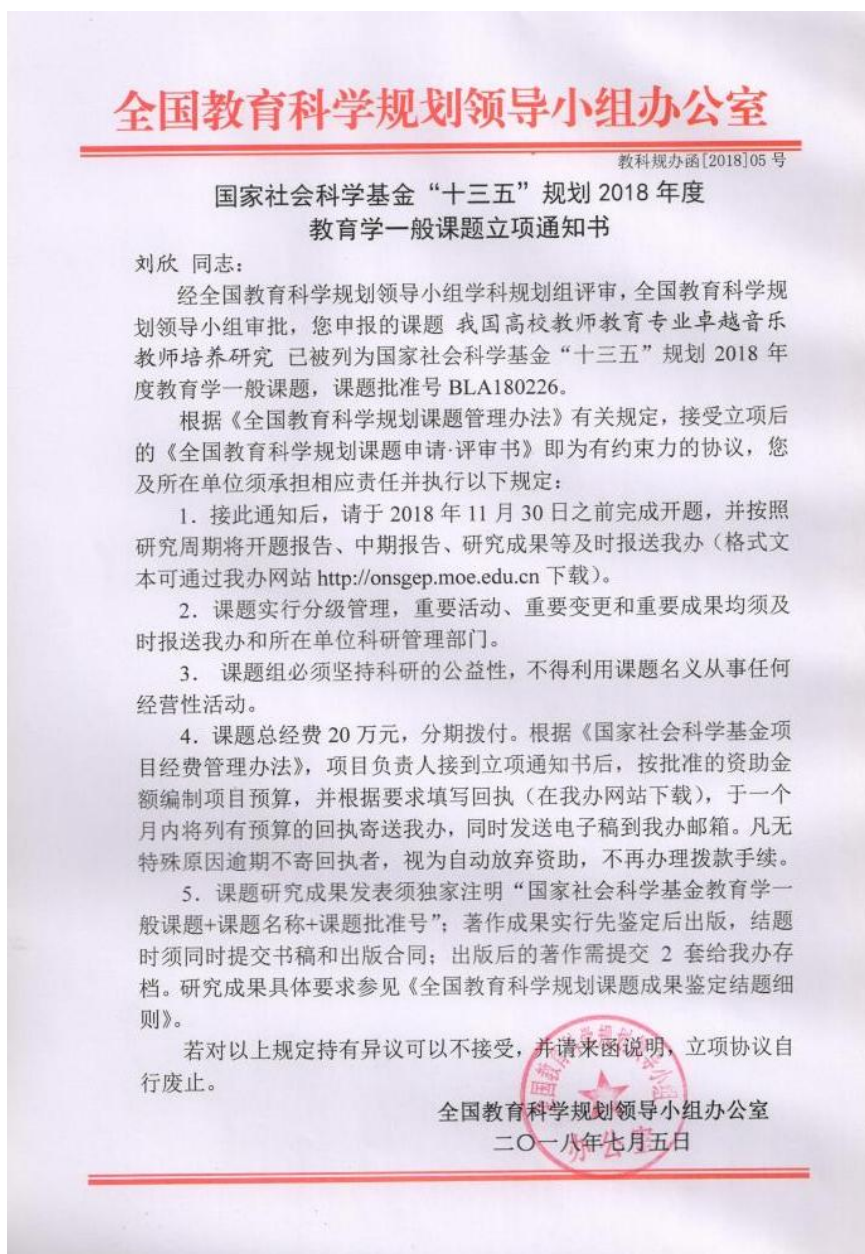 全国教育科学规划领导小组办公室
教科规办函[2018]05号
国家社会科学基金“十三五”规划 2018 年度
教育学一般课题立项通知书
刘欣 同志：
经全国教育科学规划领导小组学科规划组评审，全国教育科学规
划领导小组审批，您申报的课题 我国高校教师教育专业卓越音乐
教师培养研究 已被列为国家社会科学基金“十三五”规划 2018 年
度教育学一般课题，课题批准号 BLA180226。
根据《全国教育科学规划课题管理办法》有关规定，接受立项后
的《全国教育科学规划课题申请·评审书》即为有约束力的协议，您
及所在单位须承担相应责任并执行以下规定：
1．接此通知后，请于 2018 年 11 月 30 日之前完成开题，并按照
研究周期将开题报告、中期报告、研究成果等及时报送我办（格式文
本可通过我办网站 http://onsgep.moe.edu.cn 下载）。
2．课题实行分级管理，重要活动、重要变更和重要成果均须及
时报送我办和所在单位科研管理部门。
3． 课题组必须坚持科研的公益性，不得利用课题名义从事任何
经营性活动。
4．课题总经费 20 万元，分期拨付。根据《国家社会科学基金项
目经费管理办法》，项目负责人接到立项通知书后，按批准的资助金
额编制项目预算，并根据要求填写回执（在我办网站下载），于一个
月内将列有预算的回执寄送我办，同时发送电子稿到我办邮箱。凡无
特殊原因逾期不寄回执者，视为自动放弃资助，不再办理拨款手续。
5．课题研究成果发表须独家注明“国家社会科学基金教育学一
般课题+课题名称+课题批准号”；著作成果实行先鉴定后出版，结题
时须同时提交书稿和出版合同；出版后的著作需提交 2 套给我办存
档。研究成果具体要求参见《全国教育科学规划课题成果鉴定结题细
则》。
若对以上规定持有异议可以不接受，并请来函说明，立项协议自
行废止。
全国教育科学规划领导小组办公室
二〇一八年七月五日
全国教育科学规划领导小组
办公室